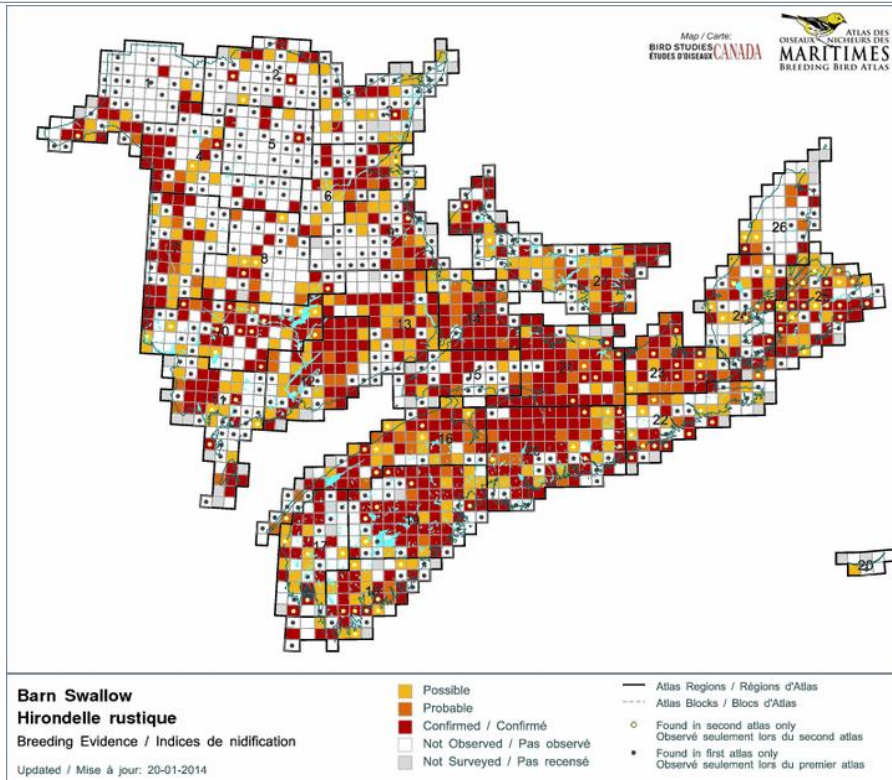 Map / Carte:
BIRD STUDIES
ÉTUDES D'OISEAUX CANADA
ATLAS DES
OISEAUX NICHEURS DES
MARITIMES
BREEDING BIRD ATLAS
1
2
4
5
6
8
26
13
16
17
22
23
20
Barn Swallow
Hirondelle rustique
Breeding Evidence / Indices de nidification
Updated / Mise à jour: 20-01-2014
Possible
Probable
Confirmed / Confirmé
Not Observed / Pas observé
Not Surveyed / Pas recensé
Atlas Regions / Régions d'Atlas
Atlas Blocks / Blocs d'Atlas
Found in second atlas only
Observé seulement lors du second atlas
Found in first atlas only
Observé seulement lors du premier atlas